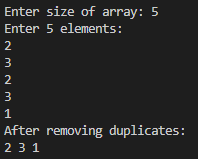 Enter size of array: 5
Enter 5 elements:
2
3
2
3
1
After removing duplicates:
2 3 1